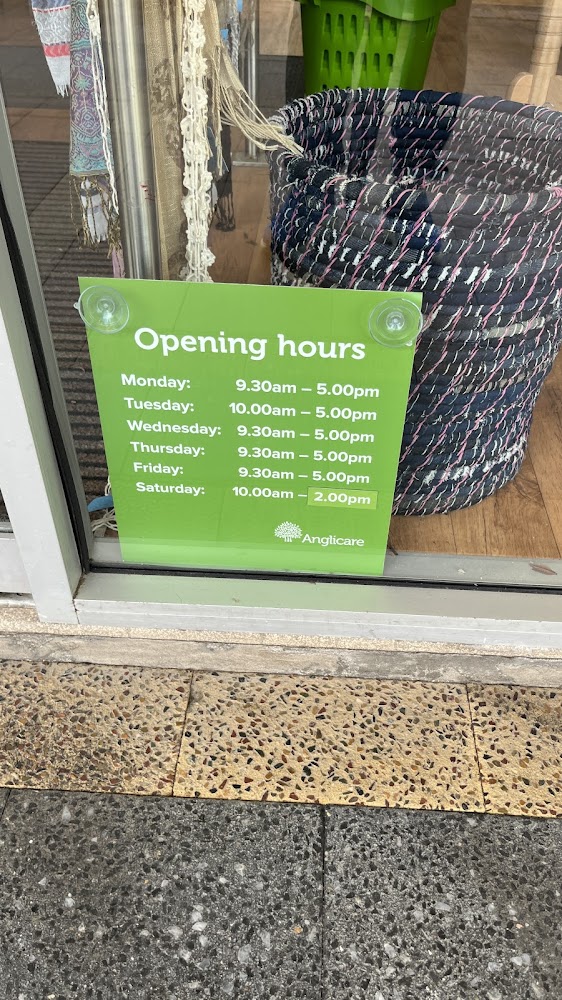 Opening hours
Monday: 9.30am – 5.00pm
Tuesday: 10.00am – 5.00pm
Wednesday: 9.30am – 5.00pm
Thursday: 9.30am – 5.00pm
Friday: 9.30am – 5.00pm
Saturday: 10.00am – 2.00pm
Anglicare